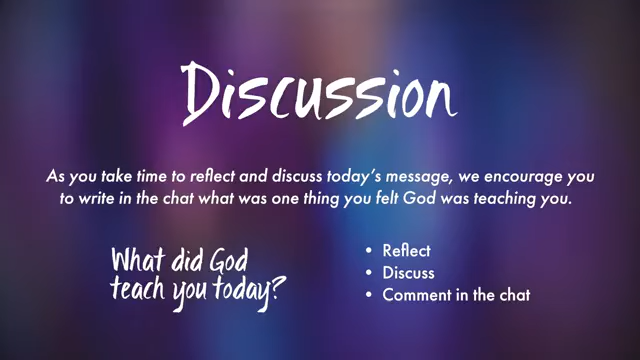 Discussion
As you take time to reflect and discuss today's message, we encourage you
to write in the chat what was one thing you felt God was teaching you.
What did God
teach you today?
• Reflect
• Discuss
• Comment in the chat